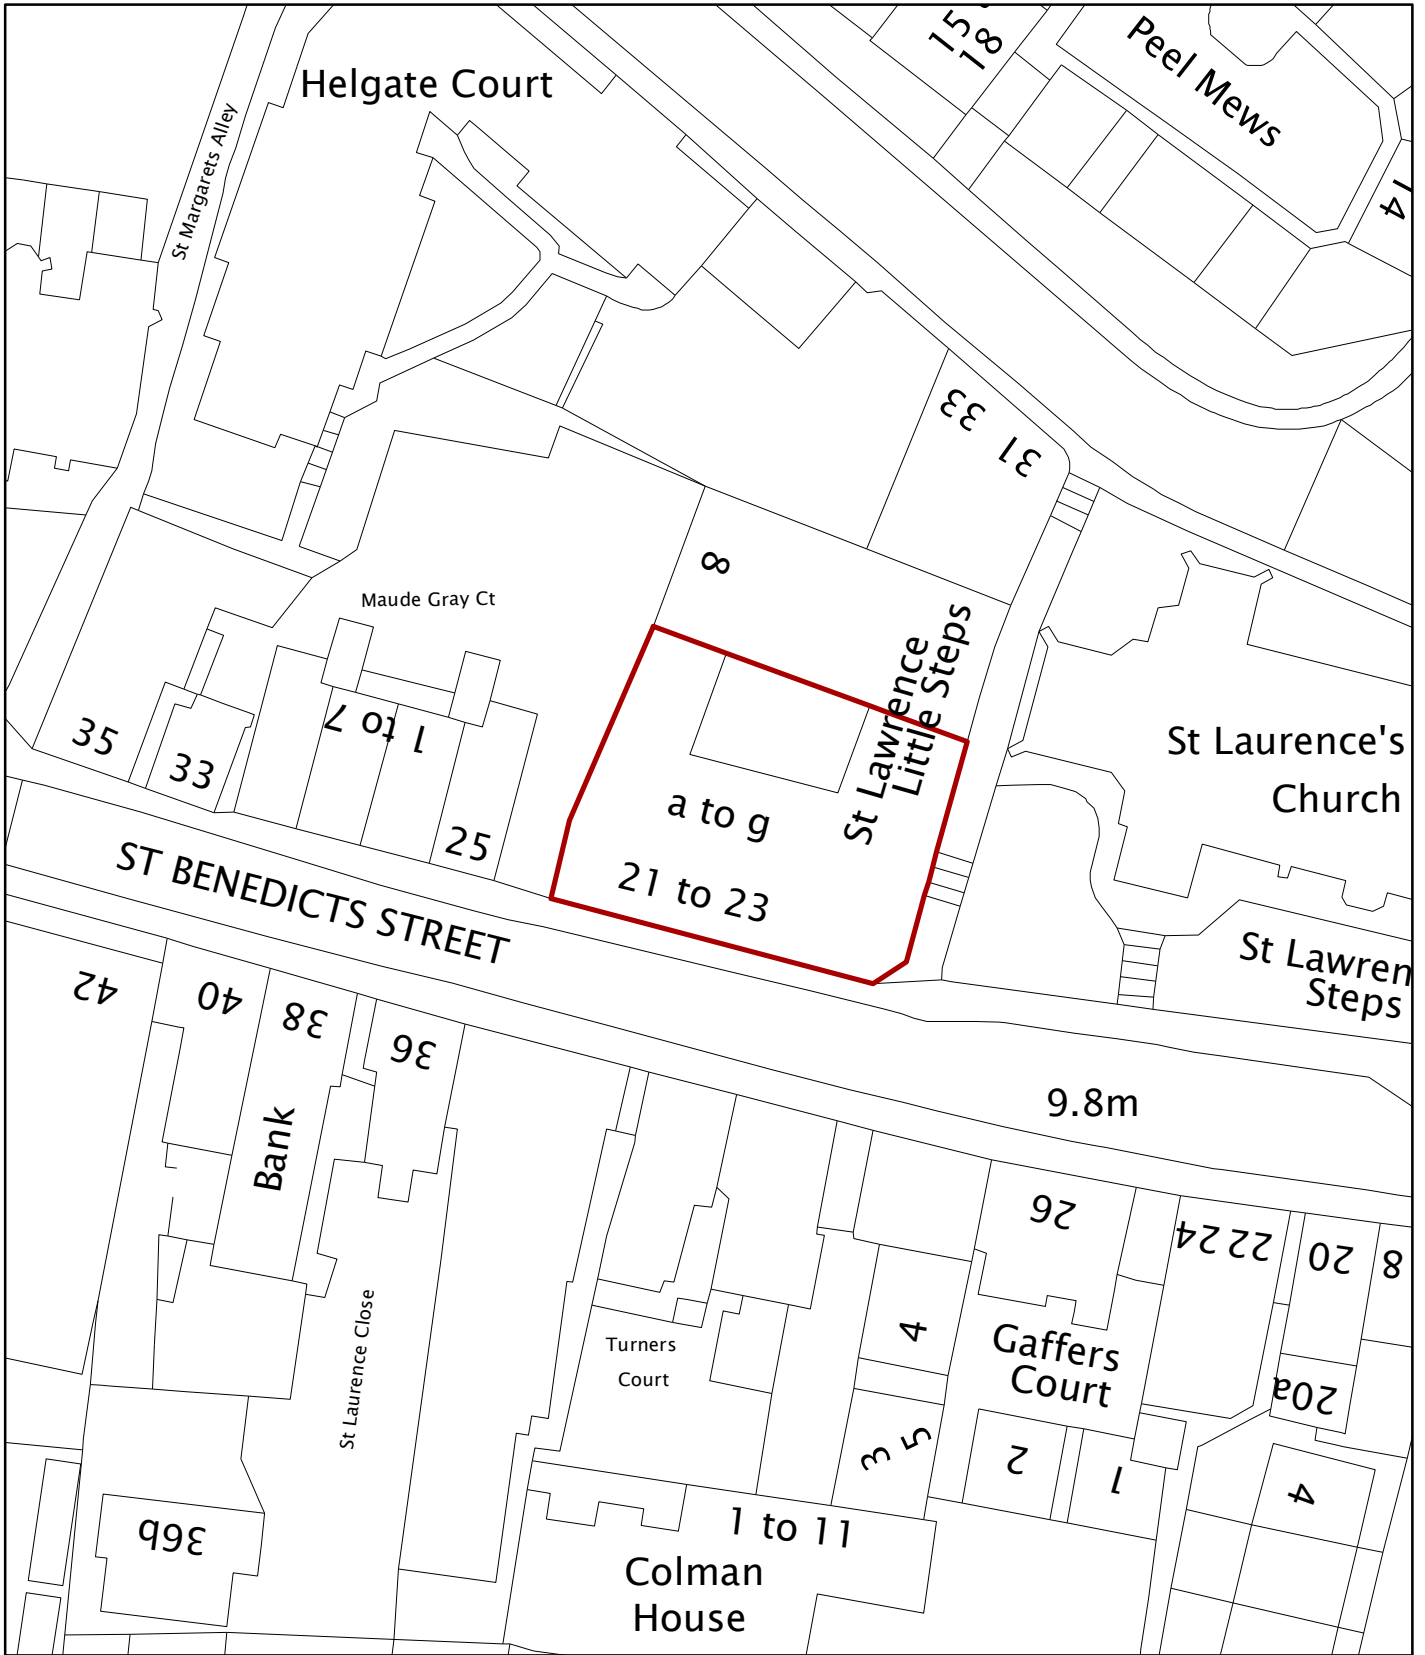 15
18
Peel Mews
Helgate Court
St Margarets Alley
14
33
31
8
Maude Gray Ct
St Lawrence
Little Steps
35
33
1 to 7
25
a to g
21 to 23
St Laurence's
Church
ST BENEDICTS STREET
St Lawren
Steps
42
40
38
36
Bank
9.8m
26
24
22
20
8
St Laurence Close
Turners
Court
4
Gaffers
Court
20a
3
5
2
1
4
36b
1 to 11
Colman
House